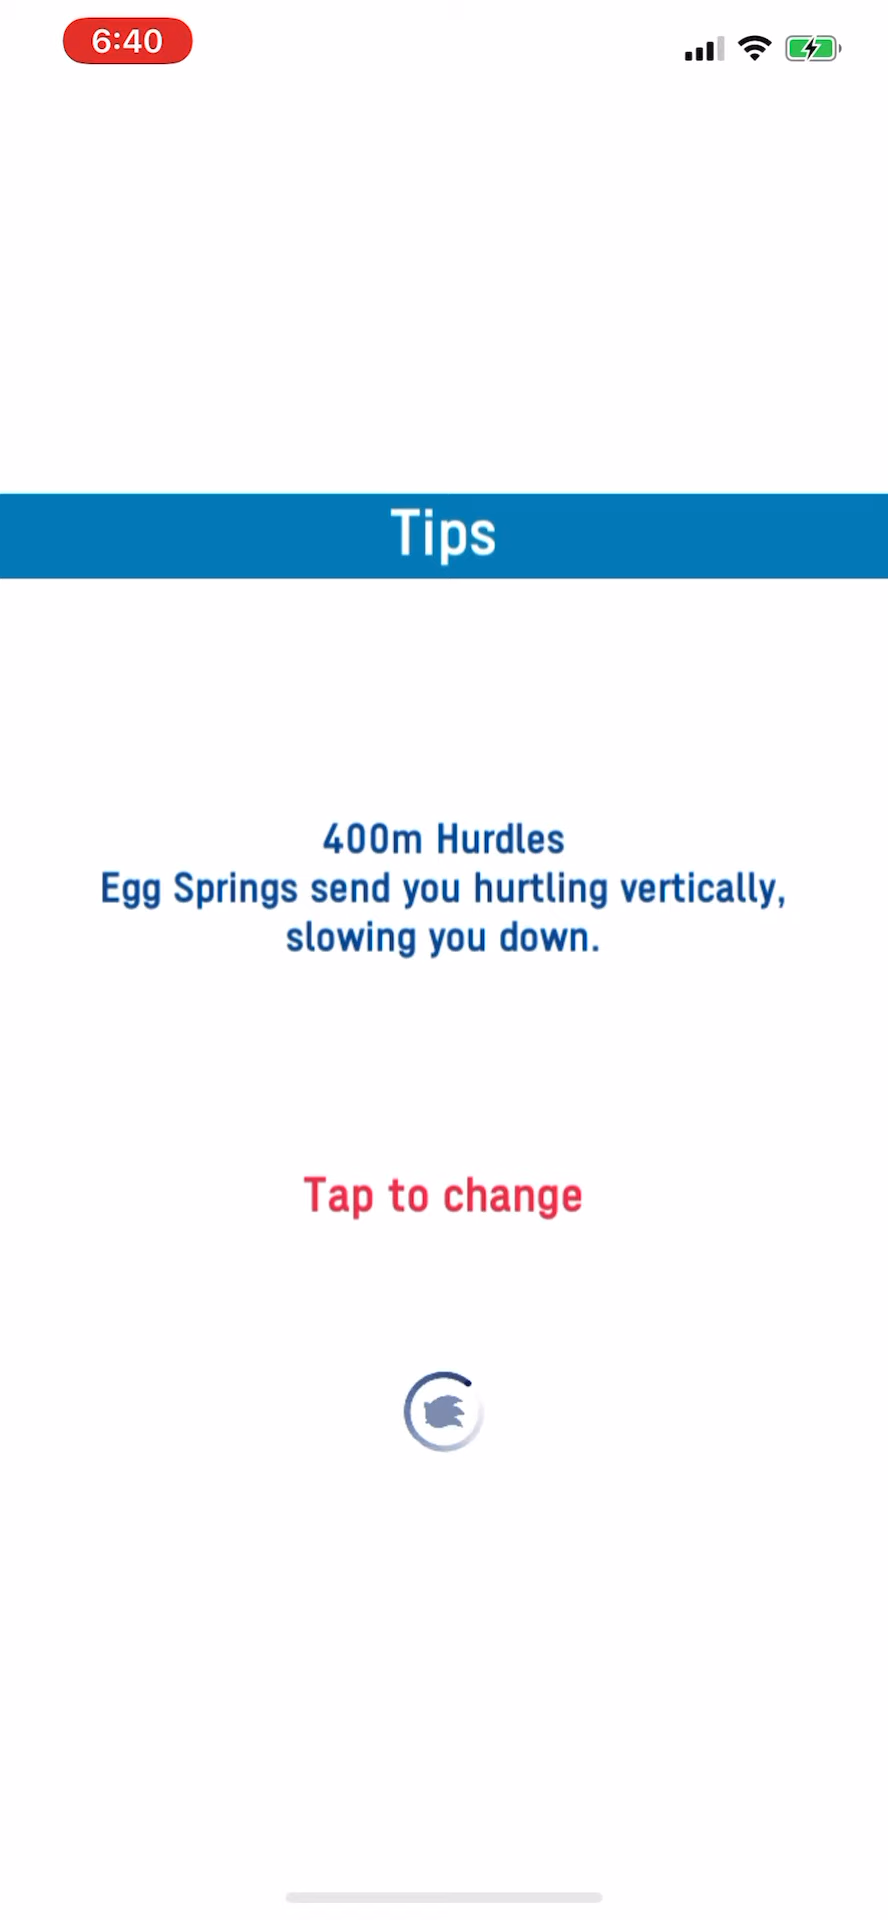 6:40
Tips
400m Hurdles
Egg Springs send you hurtling vertically,
slowing you down.
Tap to change